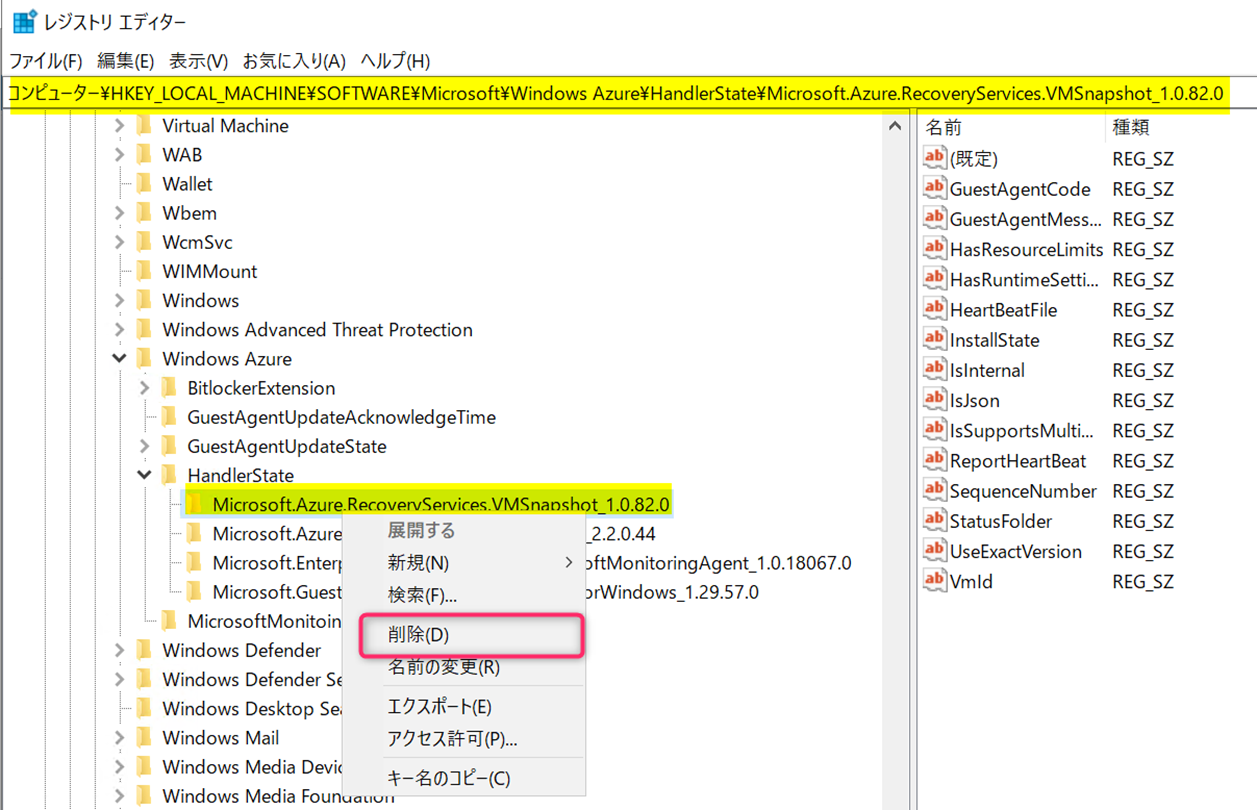 レジストリ エディター
ファイル(F) 編集(E) 表示(V) お気に入り(A) ヘルプ(H)
コンピューター¥HKEY_LOCAL_MACHINE¥SOFTWARE¥Microsoft¥Windows Azure¥HandlerState¥Microsoft.Azure.RecoveryServices.VMSnapshot_1.0.82.0
Virtual Machine
WAB
Wallet
Wbem
WcmSvc
WIMMount
Windows
Windows Advanced Threat Protection
Windows Azure
BitlockerExtension
GuestAgentUpdateAcknowledgeTime
GuestAgentUpdateState
HandlerState
Microsoft.Azure.RecoveryServices.VMSnapshot_1.0.82.0
Microsoft.Azure _2.2.0.44
Microsoft.Enterp oftMonitoringAgent_1.0.18067.0
Microsoft.Guest orWindows_1.29.57.0
MicrosoftMonitoin
Windows Defender
Windows Defender Se
Windows Desktop Sea
Windows Mail
Windows Media Devic
Windows Media Foundation
展開する
新規(N)
検索(F)...
削除(D)
名前の変更(R)
エクスポート(E)
アクセス許可(P)...
キー名のコピー(C)
名前 種類
(既定) REG_SZ
GuestAgentCode REG_SZ
GuestAgentMess... REG_SZ
HasResourceLimits REG_SZ
HasRuntimeSetti... REG_SZ
HeartBeatFile REG_SZ
InstallState REG_SZ
IsInternal REG_SZ
IsJson REG_SZ
IsSupportsMulti... REG_SZ
ReportHeartBeat REG_SZ
SequenceNumber REG_SZ
StatusFolder REG_SZ
UseExactVersion REG_SZ
VmId REG_SZ